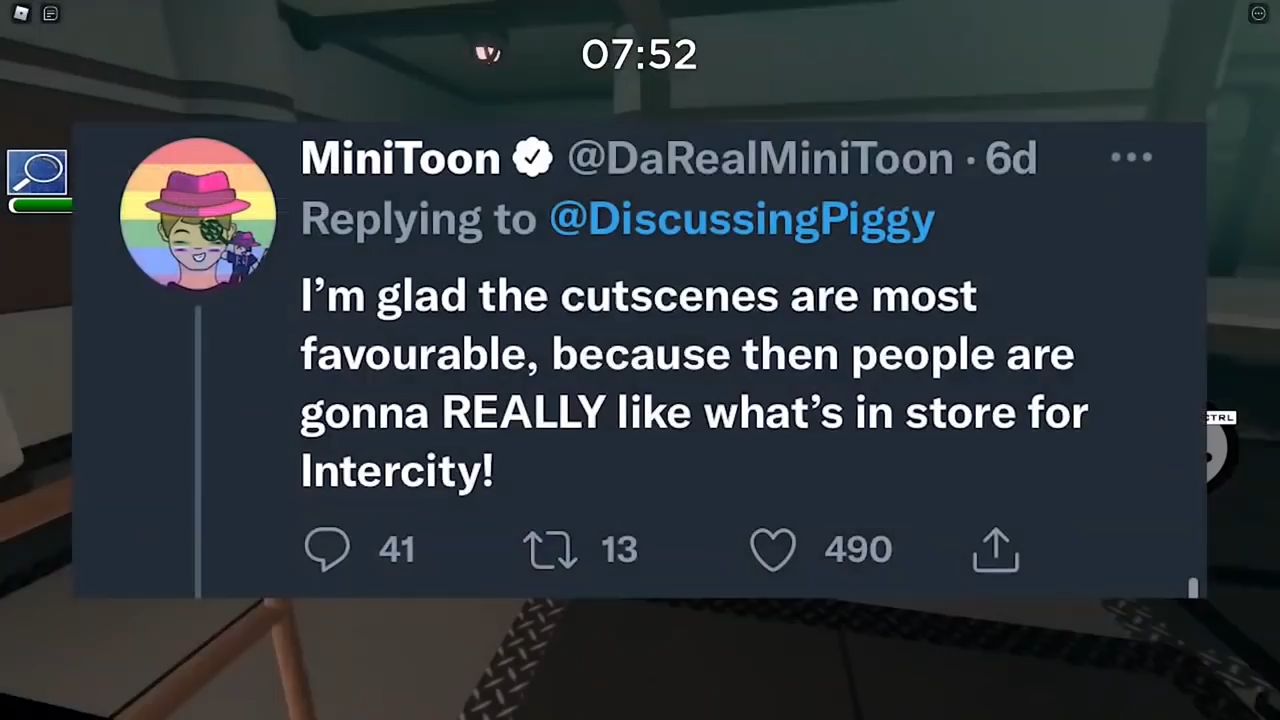 07:52
MiniToon @DaRealMiniToon · 6d
Replying to @DiscussingPiggy
I’m glad the cutscenes are most
favourable, because then people are
gonna REALLY like what’s in store for
Intercity!
41 13 490
CTRL